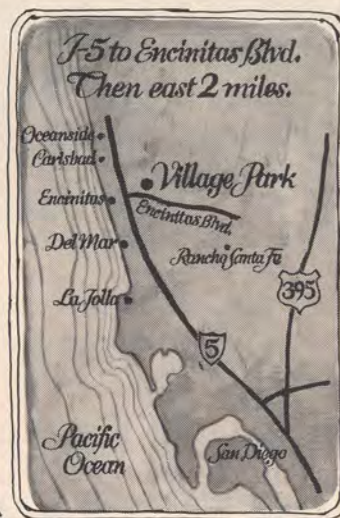 I-5 to Encinitas Blvd.
Then east 2 miles.
Oceanside
Carlsbad
Village Park
Encinitas
Encinitas Blvd.
Del Mar
Rancho Santa Fe
395
La Jolla
5
Pacific
Ocean
San Diego